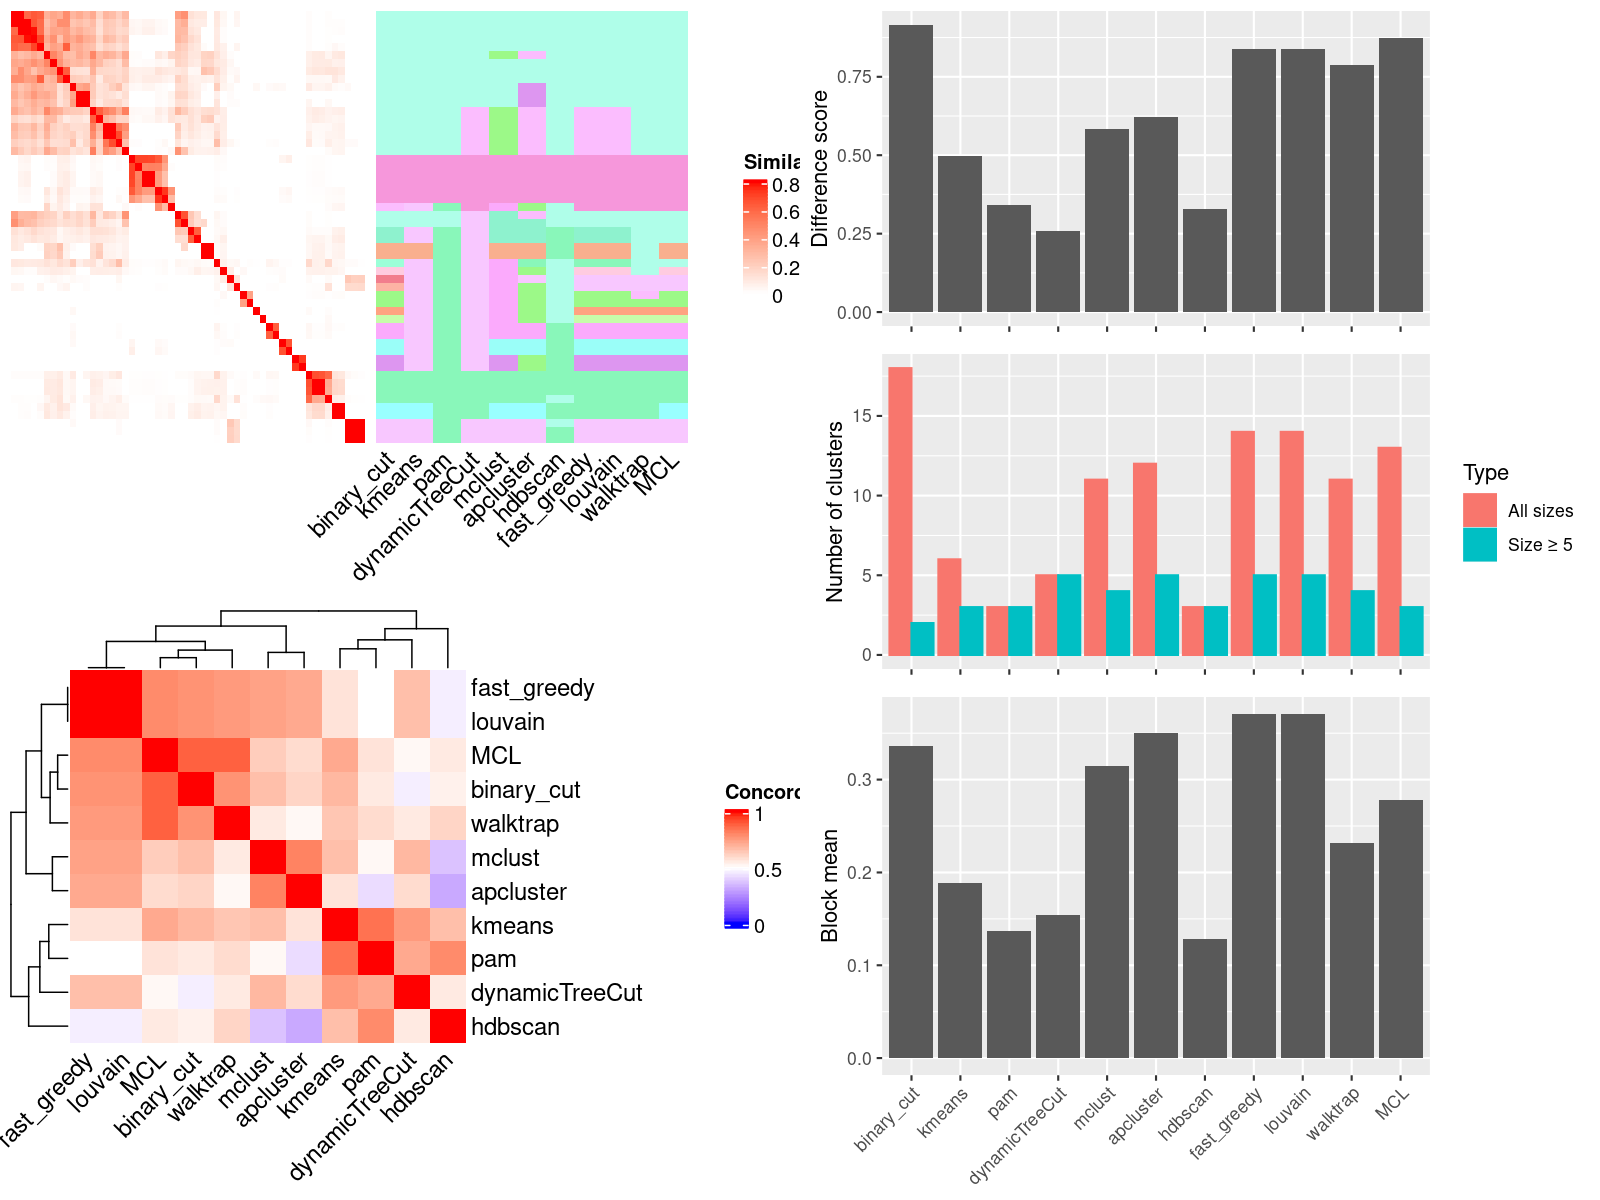 Simila
0.8
0.6
0.4
0.2
0
binary_cut
kmeans
pam
dynamicTreeCut
mclust
apcluster
hdbscan
fast_greedy
louvain
walktrap
MCL
fast_greedy
louvain
MCL
binary_cut
walktrap
mclust
apcluster
kmeans
pam
dynamicTreeCut
hdbscan
Concord
1
0.5
0
fast_greedy
louvain
MCL
binary_cut
walktrap
mclust
apcluster
kmeans
pam
dynamicTreeCut
hdbscan
Difference score
0.75
0.50
0.25
0.00
Number of clusters
15
10
5
0
Type
All sizes
Size ≥ 5
Block mean
0.3
0.2
0.1
0.0
binary_cut
kmeans
pam
dynamicTreeCut
mclust
apcluster
hdbscan
fast_greedy
louvain
walktrap
MCL